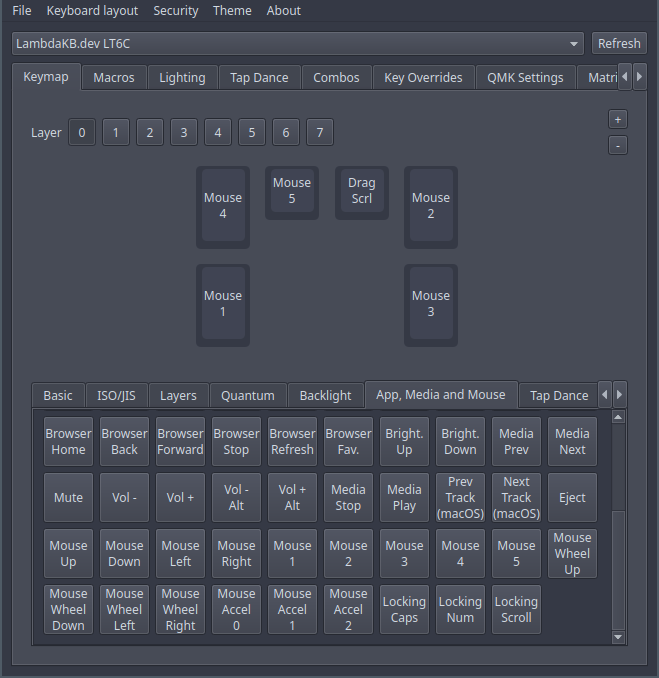 File Keyboard layout Security Theme About
LambdaKB.dev LT6C Refresh
Keymap Macros Lighting Tap Dance Combos Key Overrides QMK Settings Matri
Layer 0 1 2 3 4 5 6 7 +
-
Mouse 4 Mouse 5 Drag Scrl Mouse 2
Mouse 1 Mouse 3
Basic ISO/JIS Layers Quantum Backlight App, Media and Mouse Tap Dance
Browser Home Browser Back Browser Forward Browser Stop Browser Refresh Browser Fav. Bright. Up Bright. Down Media Prev Media Next
Mute Vol - Vol + Vol - Alt Vol + Alt Media Stop Media Play Prev Track (macOS) Next Track (macOS) Eject
Mouse Up Mouse Down Mouse Left Mouse Right Mouse 1 Mouse 2 Mouse 3 Mouse 4 Mouse 5 Mouse Wheel Up
Mouse Wheel Down Mouse Wheel Left Mouse Wheel Right Mouse Accel 0 Mouse Accel 1 Mouse Accel 2 Locking Caps Locking Num Locking Scroll